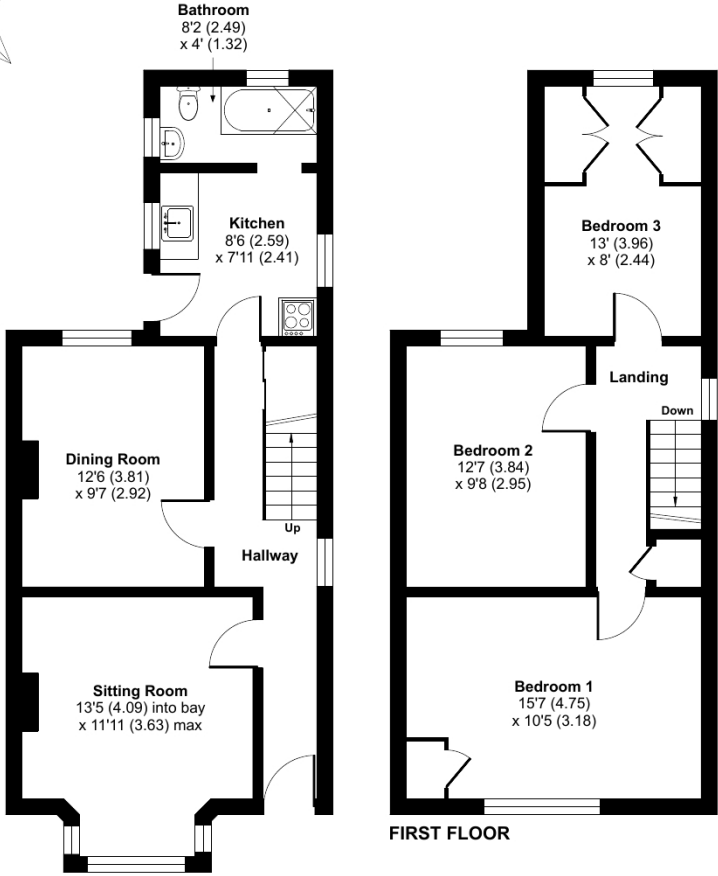 Bathroom
8'2 (2.49)
x 4' (1.32)
Kitchen
8'6 (2.59)
x 7'11 (2.41)
Bedroom 3
13' (3.96)
x 8' (2.44)
Landing
Down
Dining Room
12'6 (3.81)
x 9'7 (2.92)
Bedroom 2
12'7 (3.84)
x 9'8 (2.95)
Up
Hallway
Sitting Room
13'5 (4.09) into bay
x 11'11 (3.63) max
Bedroom 1
15'7 (4.75)
x 10'5 (3.18)
FIRST FLOOR